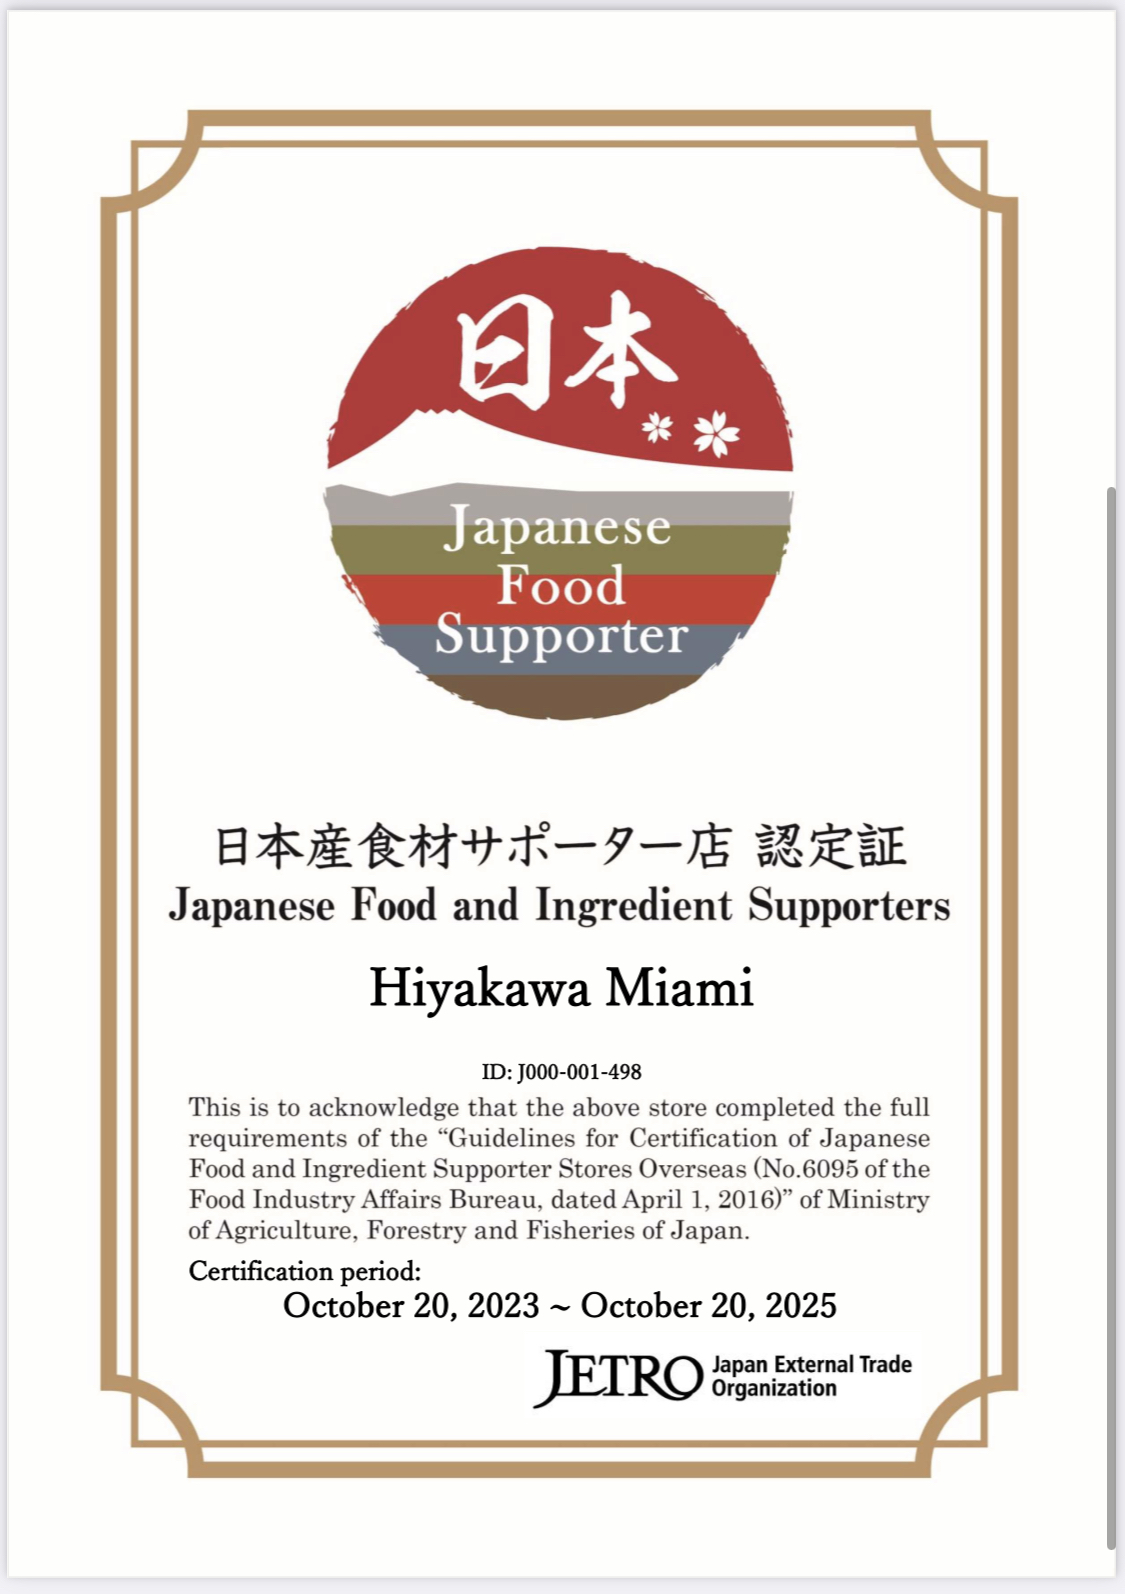 日本
Japanese
Food
Supporter
日本産食材サポーター店 認定証
Japanese Food and Ingredient Supporters
Hiyakawa Miami
ID: J000-001-498
This is to acknowledge that the above store completed the full
requirements of the “Guidelines for Certification of Japanese
Food and Ingredient Supporter Stores Overseas (No.6095 of the
Food Industry Affairs Bureau, dated April 1, 2016)” of Ministry
of Agriculture, Forestry and Fisheries of Japan.
Certification period:
October 20, 2023 ~ October 20, 2025
JETRO Japan External Trade
Organization